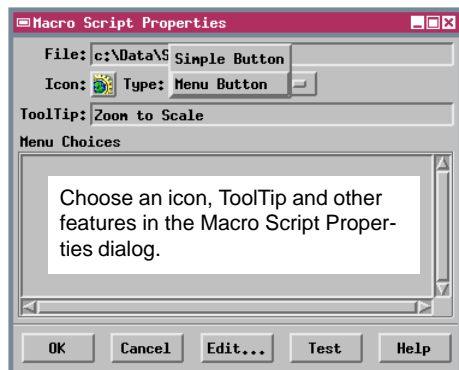 Macro Script Properties
File: c:\Data\S
Simple Button
Icon: Type: Menu Button
ToolTip: Zoom to Scale
Menu Choices
Choose an icon, ToolTip and other
features in the Macro Script Proper-
ties dialog.
OK Cancel Edit... Test Help